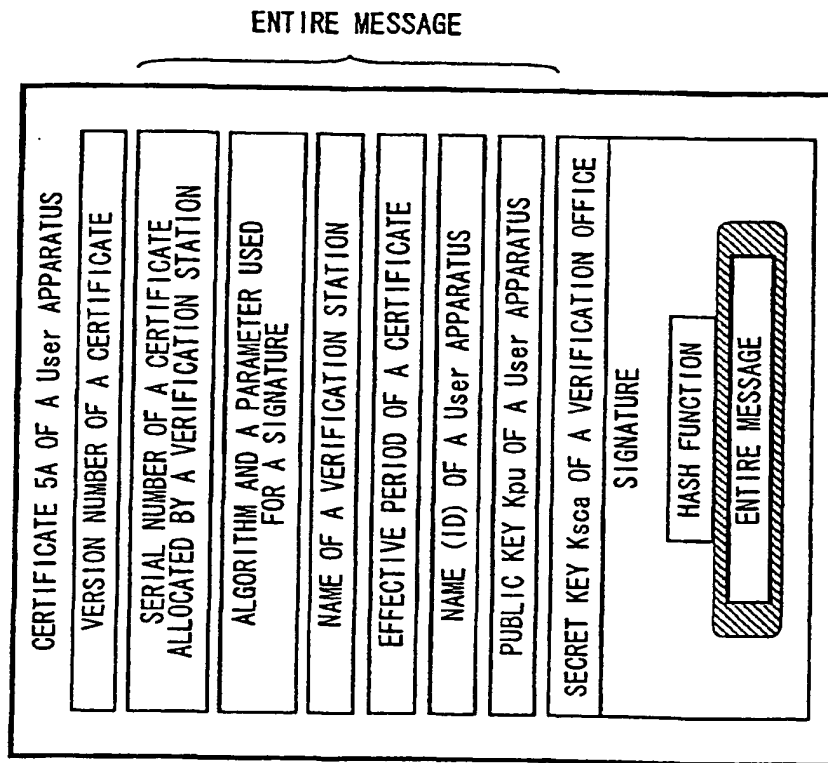 ENTIRE MESSAGE
CERTIFICATE 5A OF A User APPARATUS
VERSION NUMBER OF A CERTIFICATE
SERIAL NUMBER OF A CERTIFICATE
ALLOCATED BY A VERIFICATION STATION
ALGORITHM AND A PARAMETER USED
FOR A SIGNATURE
NAME OF A VERIFICATION STATION
EFFECTIVE PERIOD OF A CERTIFICATE
NAME (ID) OF A User APPARATUS
PUBLIC KEY Kpu OF A User APPARATUS
SECRET KEY Ksca OF A VERIFICATION OFFICE
SIGNATURE
HASH FUNCTION
ENTIRE MESSAGE